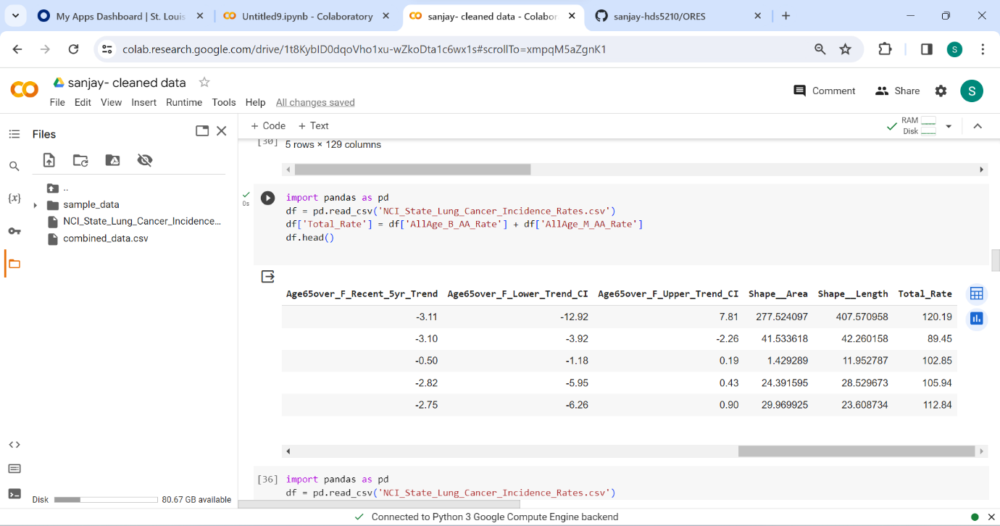 My Apps Dashboard | St. Louis
Untitled9.ipynb - Colaboratory
sanjay- cleaned data - Colabor
sanjay-hds5210/ORES
colab.research.google.com/drive/1t8KybID0dqoVho1xu-wZkoDta1c6wx1s#scrollTo=xmpqM5aZgnK1
S
sanjay- cleaned data
File Edit View Insert Runtime Tools Help All changes saved
Comment
Share
S
Files
+ Code + Text
RAM
Disk
..
sample_data
NCI_State_Lung_Cancer_Incidence...
combined_data.csv
{x}
<>
Disk 80.67 GB available
[30] 5 rows × 129 columns
0s
import pandas as pd
df = pd.read_csv('NCI_State_Lung_Cancer_Incidence_Rates.csv')
df['Total_Rate'] = df['AllAge_B_AA_Rate'] + df['AllAge_M_AA_Rate']
df.head()
Age65over_F_Recent_5yr_Trend Age65over_F_Lower_Trend_CI Age65over_F_Upper_Trend_CI Shape__Area Shape__Length Total_Rate
-3.11 -12.92 7.81 277.524097 407.570958 120.19
-3.10 -3.92 -2.26 41.533618 42.260158 89.45
-0.50 -1.18 0.19 1.429289 11.952787 102.85
-2.82 -5.95 0.43 24.391595 28.529673 105.94
-2.75 -6.26 0.90 29.969925 23.608734 112.84
[36] import pandas as pd
df = pd.read_csv('NCI_State_Lung_Cancer_Incidence_Rates.csv')
Connected to Python 3 Google Compute Engine backend